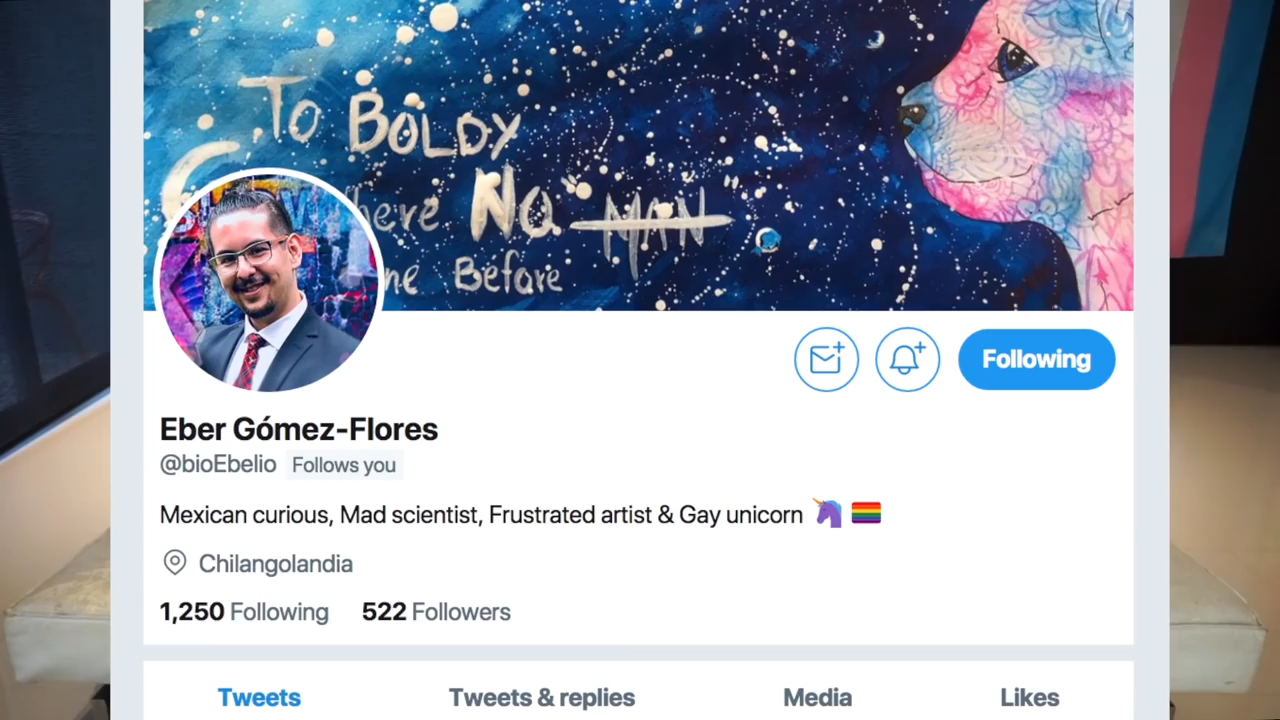 To BOLDY
here No MAN
ne Before
Following
Eber Gómez-Flores
@bioEbelio Follows you
Mexican curious, Mad scientist, Frustrated artist & Gay unicorn
Chilangolandia
1,250 Following 522 Followers
Tweets Tweets & replies Media Likes